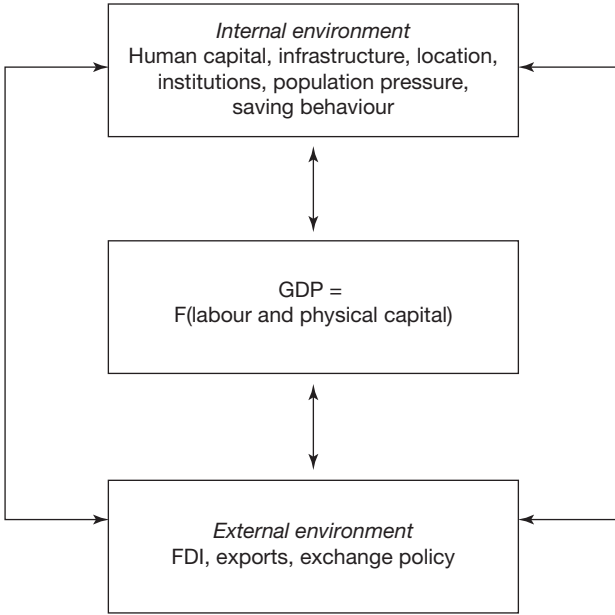 Internal environment
Human capital, infrastructure, location,
institutions, population pressure,
saving behaviour
GDP =
F(labour and physical capital)
External environment
FDI, exports, exchange policy